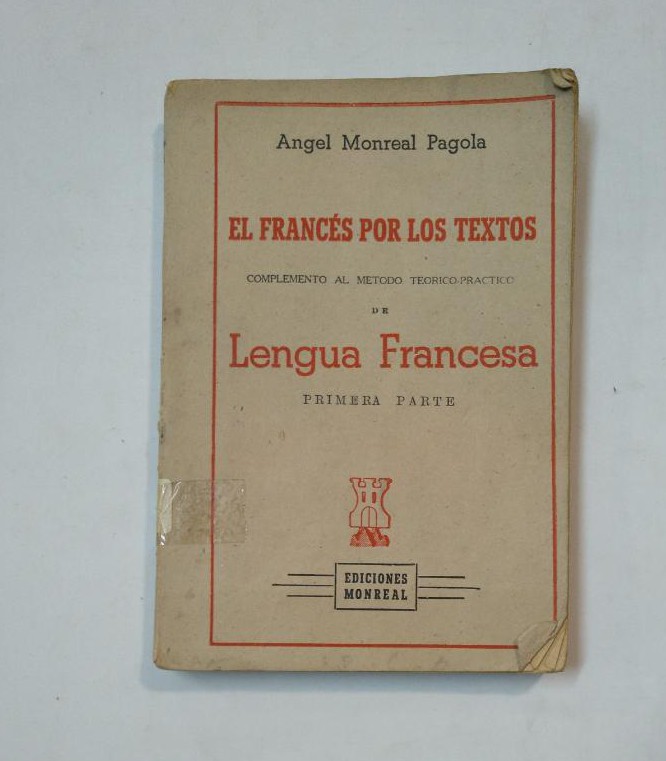 Angel Monreal Pagola
EL FRANCÉS POR LOS TEXTOS
COMPLEMENTO AL METODO TEORICO-PRACTICO
DE
Lengua Francesa
PRIMERA PARTE
EDICIONES
MONREAL